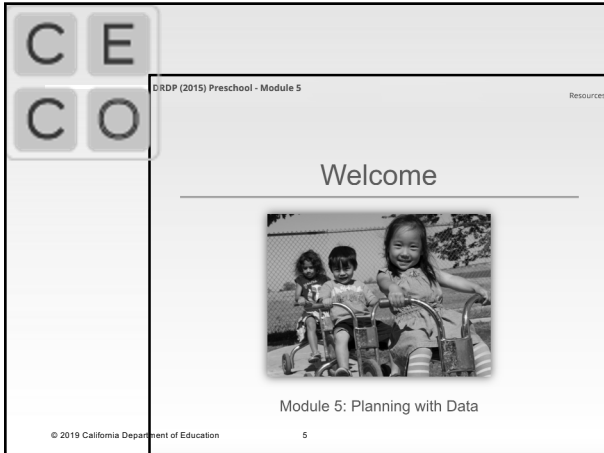 C E
C O
DRDP (2015) Preschool - Module 5
Resources
Welcome
Module 5: Planning with Data
© 2019 California Department of Education 5